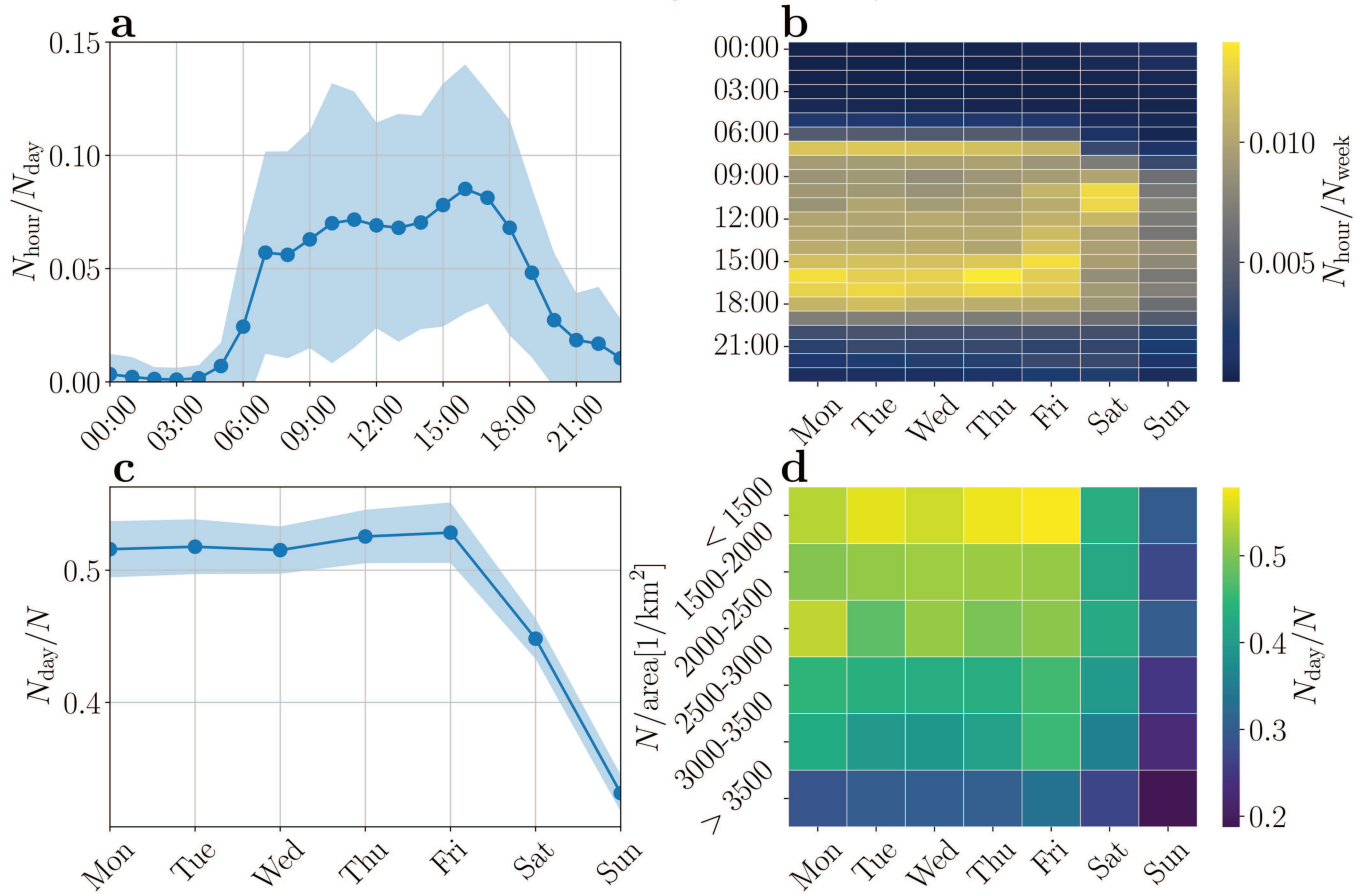 a
N_hour/N_day
0.15
0.10
0.05
0.00
00:00
03:00
06:00
09:00
12:00
15:00
18:00
21:00
b
00:00
03:00
06:00
09:00
12:00
15:00
18:00
21:00
Mon
Tue
Wed
Thu
Fri
Sat
Sun
0.010
0.005
N_hour/N_week
c
N_day/N
0.5
0.4
Mon
Tue
Wed
Thu
Fri
Sat
Sun
d
N/area[1/km²]
< 1500
1500-2000
2000-2500
2500-3000
3000-3500
> 3500
Mon
Tue
Wed
Thu
Fri
Sat
Sun
0.5
0.4
0.3
0.2
N_day/N